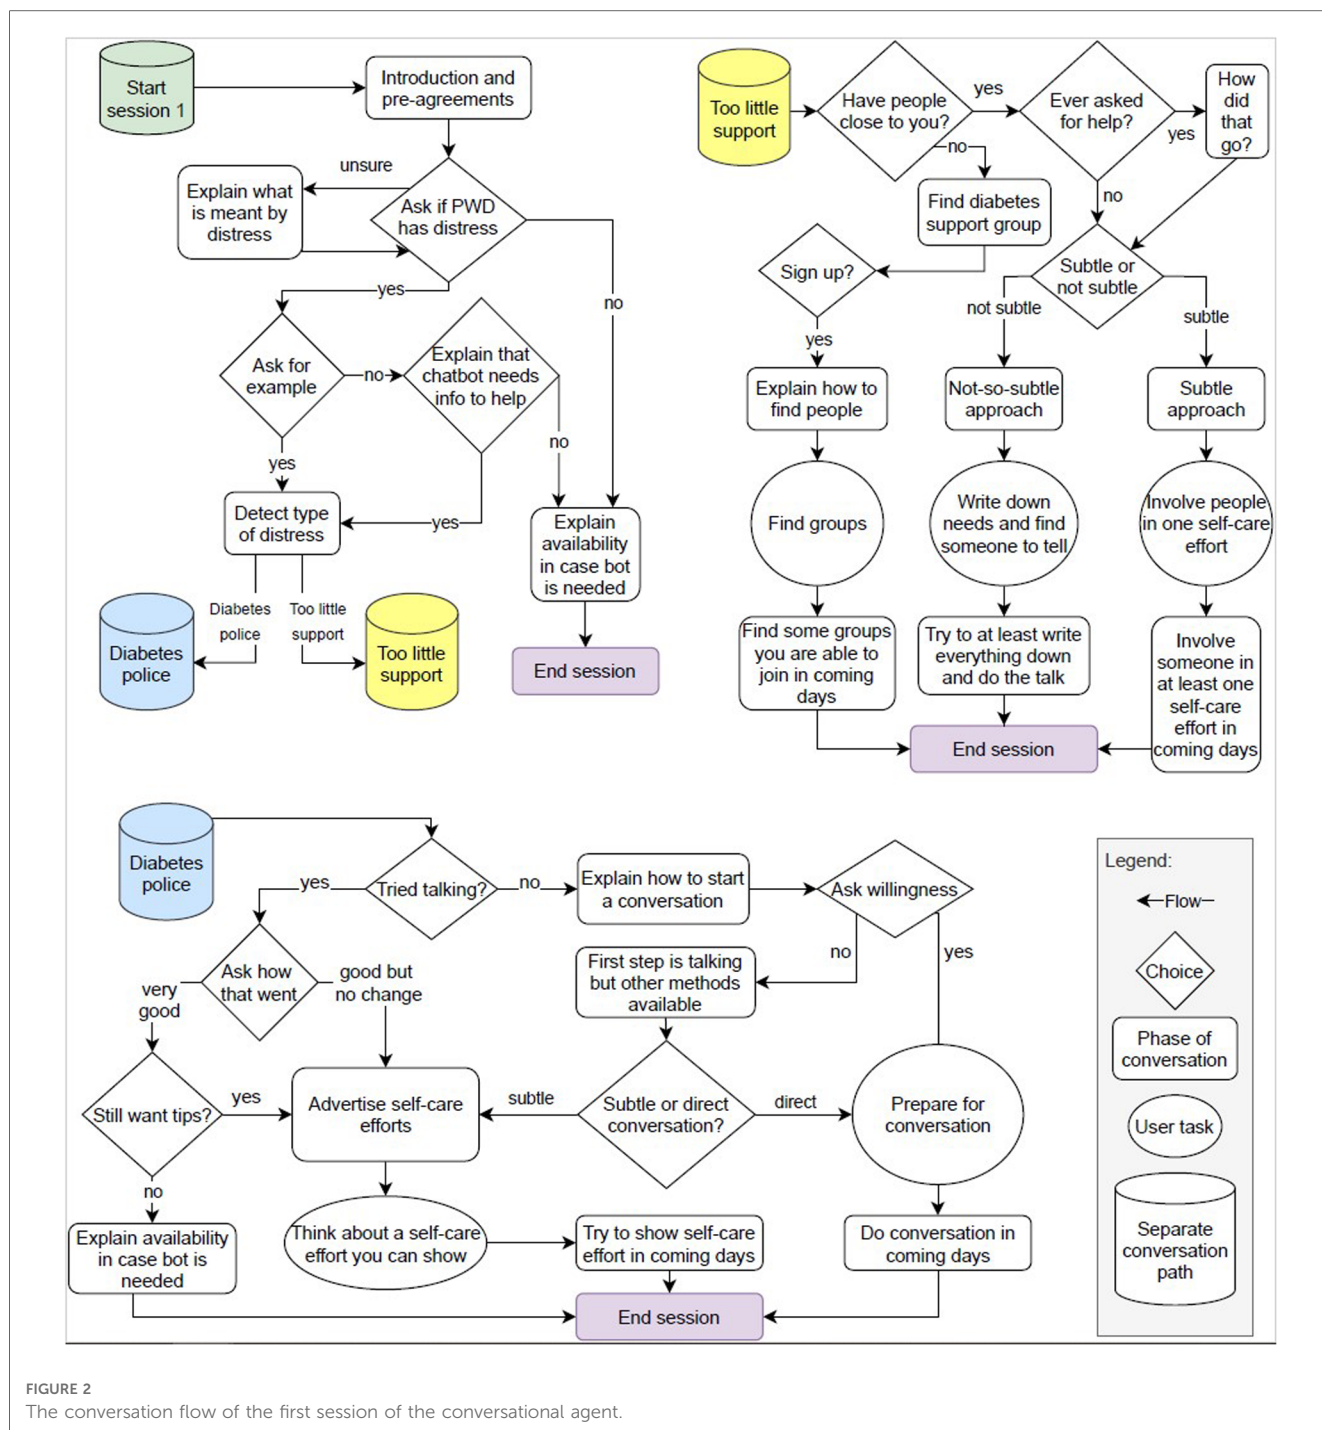 Start
session 1
Introduction and
pre-agreements
unsure
Explain what
is meant by
distress
Ask if PWD
has distress
yes
no
Ask for
example
no
Explain that
chatbot needs
info to help
no
yes
yes
Detect type
of distress
Explain
availability
in case bot
is needed
Diabetes
police
Too little
support
Diabetes
police
Too little
support
End session
Too little
support
Have people
close to you?
yes
Ever asked
for help?
yes
How
did
that
go?
no
Find diabetes
support group
no
Sign up?
Subtle or
not subtle
not subtle
subtle
yes
Explain how to
find people
Not-so-subtle
approach
Subtle
approach
Find groups
Write down
needs and find
someone to tell
Involve people
in one self-care
effort
Find some groups
you are able to
join in coming
days
Try to at least write
everything down
and do the talk
Involve
someone in
at least one
self-care
effort in
coming days
End session
Diabetes
police
Tried talking?
yes
no
Explain how to start
a conversation
Ask willingness
no
yes
Ask how
that went
very
good
good but
no change
First step is talking
but other methods
available
Still want tips?
yes
Advertise self-care
efforts
subtle
Subtle or direct
conversation?
direct
Prepare for
conversation
no
Explain availability
in case bot is
needed
Think about a self-care
effort you can show
Try to show self-care
effort in coming days
Do conversation in
coming days
End session
Legend:
Flow
Choice
Phase of
conversation
User task
Separate
conversation
path
FIGURE 2
The conversation flow of the first session of the conversational agent.